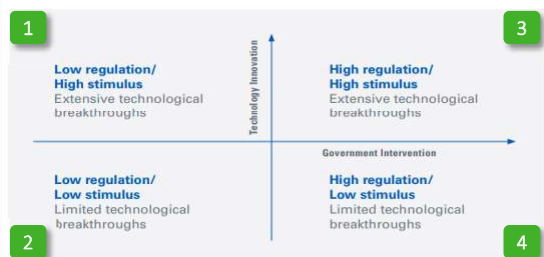 1
3
Low regulation/
High stimulus
Extensive technological
breakthroughs
Technology Innovation
High regulation/
High stimulus
Extensive technological
breakthroughs
Government Intervention
Low regulation/
Low stimulus
Limited technological
breakthroughs
High regulation/
Low stimulus
Limited technological
breakthroughs
2
4